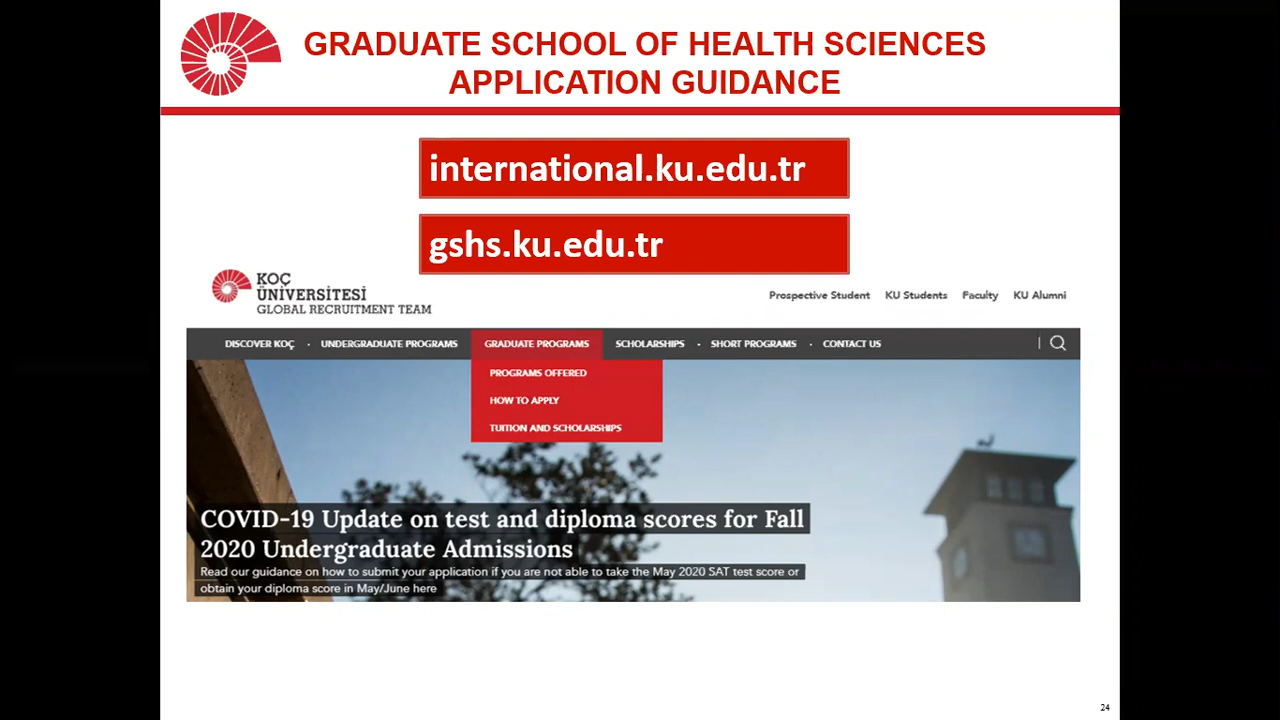 GRADUATE SCHOOL OF HEALTH SCIENCES
APPLICATION GUIDANCE
international.ku.edu.tr
gshs.ku.edu.tr
KOÇ
ÜNİVERSİTESİ
GLOBAL RECRUITMENT TEAM
Prospective Student KU Students Faculty KU Alumni
DISCOVER KOÇ · UNDERGRADUATE PROGRAMS GRADUATE PROGRAMS SCHOLARSHIPS · SHORT PROGRAMS · CONTACT US
PROGRAMS OFFERED
HOW TO APPLY
TUITION AND SCHOLARSHIPS
COVID-19 Update on test and diploma scores for Fall
2020 Undergraduate Admissions
Read our guidance on how to submit your application if you are not able to take the May 2020 SAT test score or
obtain your diploma score in May/June here
24